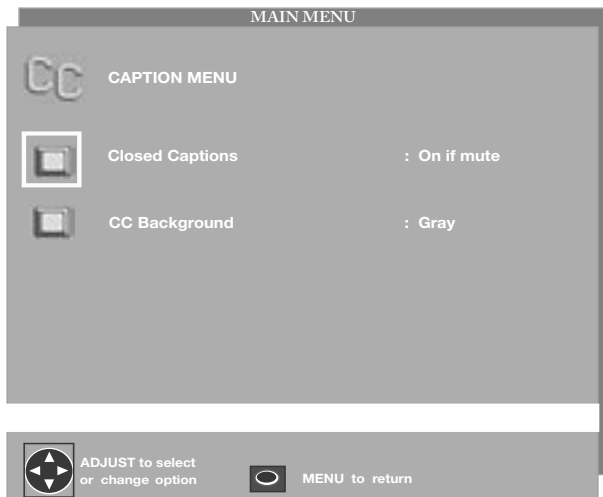 MAIN MENU
CC CAPTION MENU
Closed Captions : On if mute
CC Background : Gray
ADJUST to select
or change option
MENU to return